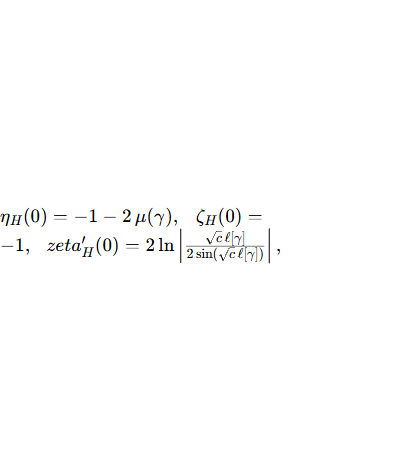 η_H(0) = −1 − 2 μ(γ),   ζ_H(0) =
−1,   zeta′_H(0) = 2 ln |√c ℓ[γ] / 2 sin(√c ℓ[γ])| ,